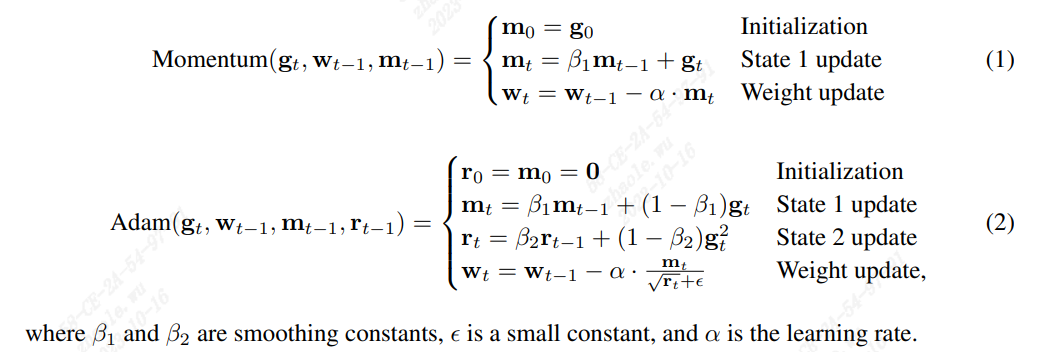 Momentum(g_t, w_{t−1}, m_{t−1}) = { m_0 = g_0 Initialization
m_t = β_1 m_{t−1} + g_t State 1 update (1)
w_t = w_{t−1} − α · m_t Weight update
Adam(g_t, w_{t−1}, m_{t−1}, r_{t−1}) = { r_0 = m_0 = 0 Initialization
m_t = β_1 m_{t−1} + (1 − β_1)g_t State 1 update
r_t = β_2 r_{t−1} + (1 − β_2)g_t^2 State 2 update (2)
w_t = w_{t−1} − α · m_t / (√r_t + ϵ) Weight update,
where β_1 and β_2 are smoothing constants, ϵ is a small constant, and α is the learning rate.